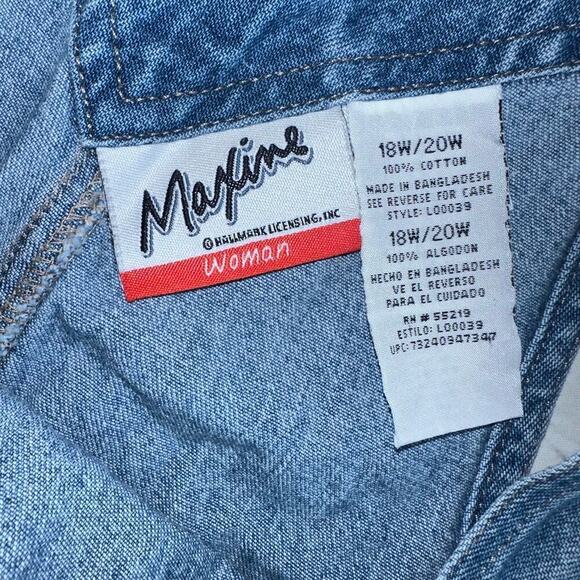 Maxine
© HALLMARK LICENSING, INC
Woman
18W/20W
100% COTTON
MADE IN BANGLADESH
SEE REVERSE FOR CARE
STYLE: L00039
18W/20W
100% ALGODON
HECHO EN BANGLADESH
VE EL REVERSO
PARA EL CUIDADO
RN # 55219
ESTILO: L00039
UPC: 73240947347